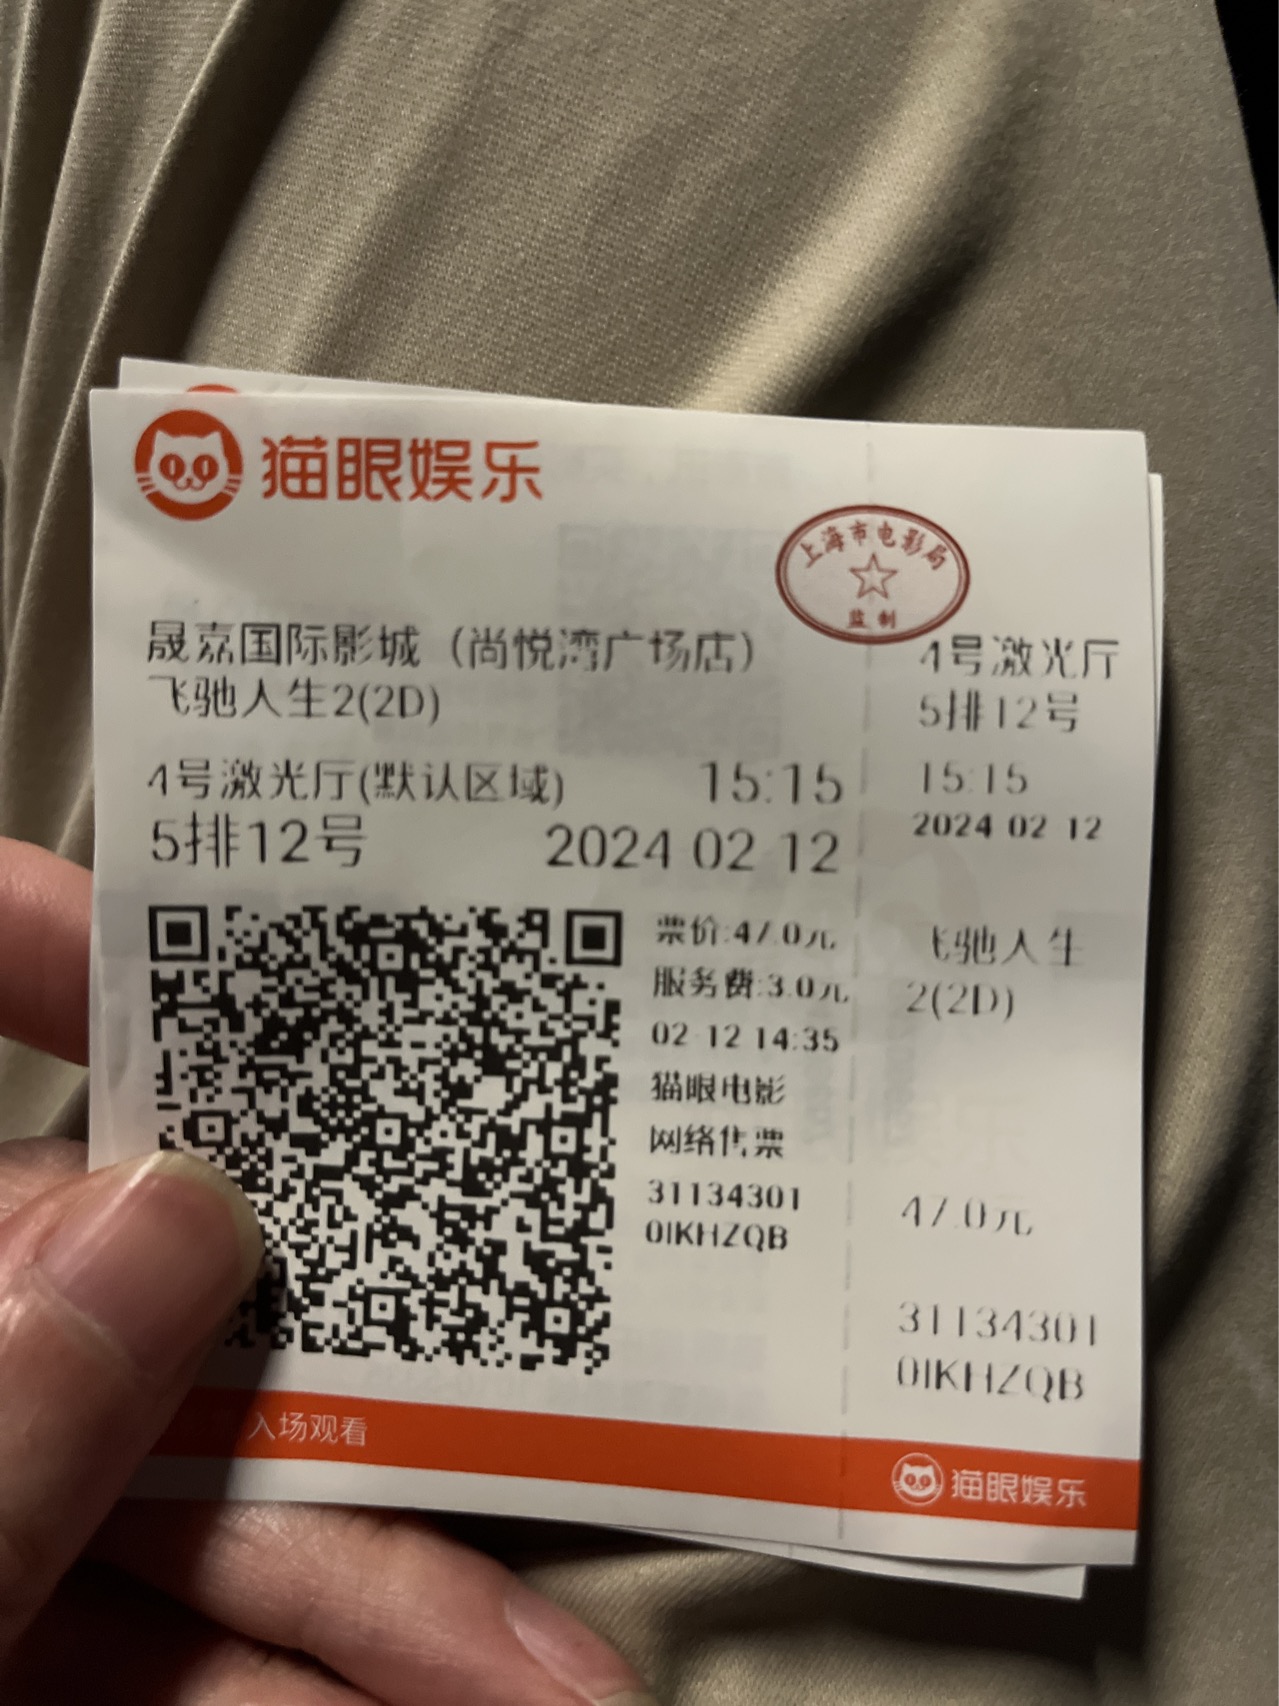 猫眼娱乐
上海市电影局
监制
晟嘉国际影城（尚悦湾广场店）
飞驰人生2(2D)
4号激光厅(默认区域) 15:15
5排12号 2024 02 12
票价:47.0元
服务费:3.0元
02 12 14:35
猫眼电影
网络售票
31134301
0IKHZQB
4号激光厅
5排12号
15:15
2024 02 12
飞驰人生
2(2D)
47.0元
31134301
0IKHZQB
入场观看
猫眼娱乐